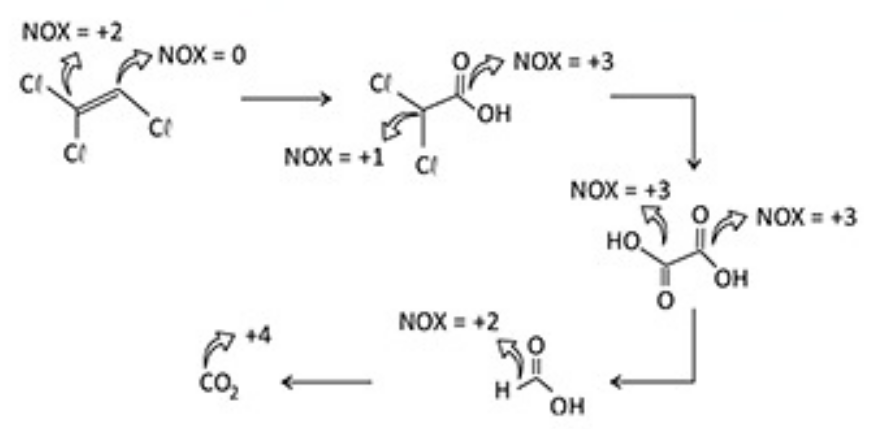 NOX = +2
NOX = 0
Cℓ
Cℓ
Cℓ
O
NOX = +3
Cℓ
OH
NOX = +1
Cℓ
NOX = +3
O
NOX = +3
HO
OH
O
NOX = +2
O
H
OH
+4
CO₂